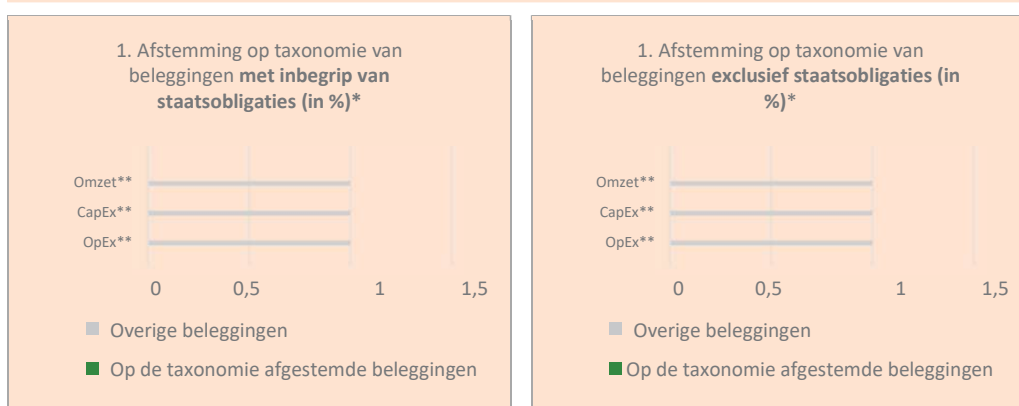 1. Afstemming op taxonomie van
beleggingen met inbegrip van
staatsobligaties (in %)*
Omzet**
CapEx**
OpEx**
0 0,5 1 1,5
Overige beleggingen
Op de taxonomie afgestemde beleggingen
1. Afstemming op taxonomie van
beleggingen exclusief staatsobligaties (in
%)*
Omzet**
CapEx**
OpEx**
0 0,5 1 1,5
Overige beleggingen
Op de taxonomie afgestemde beleggingen